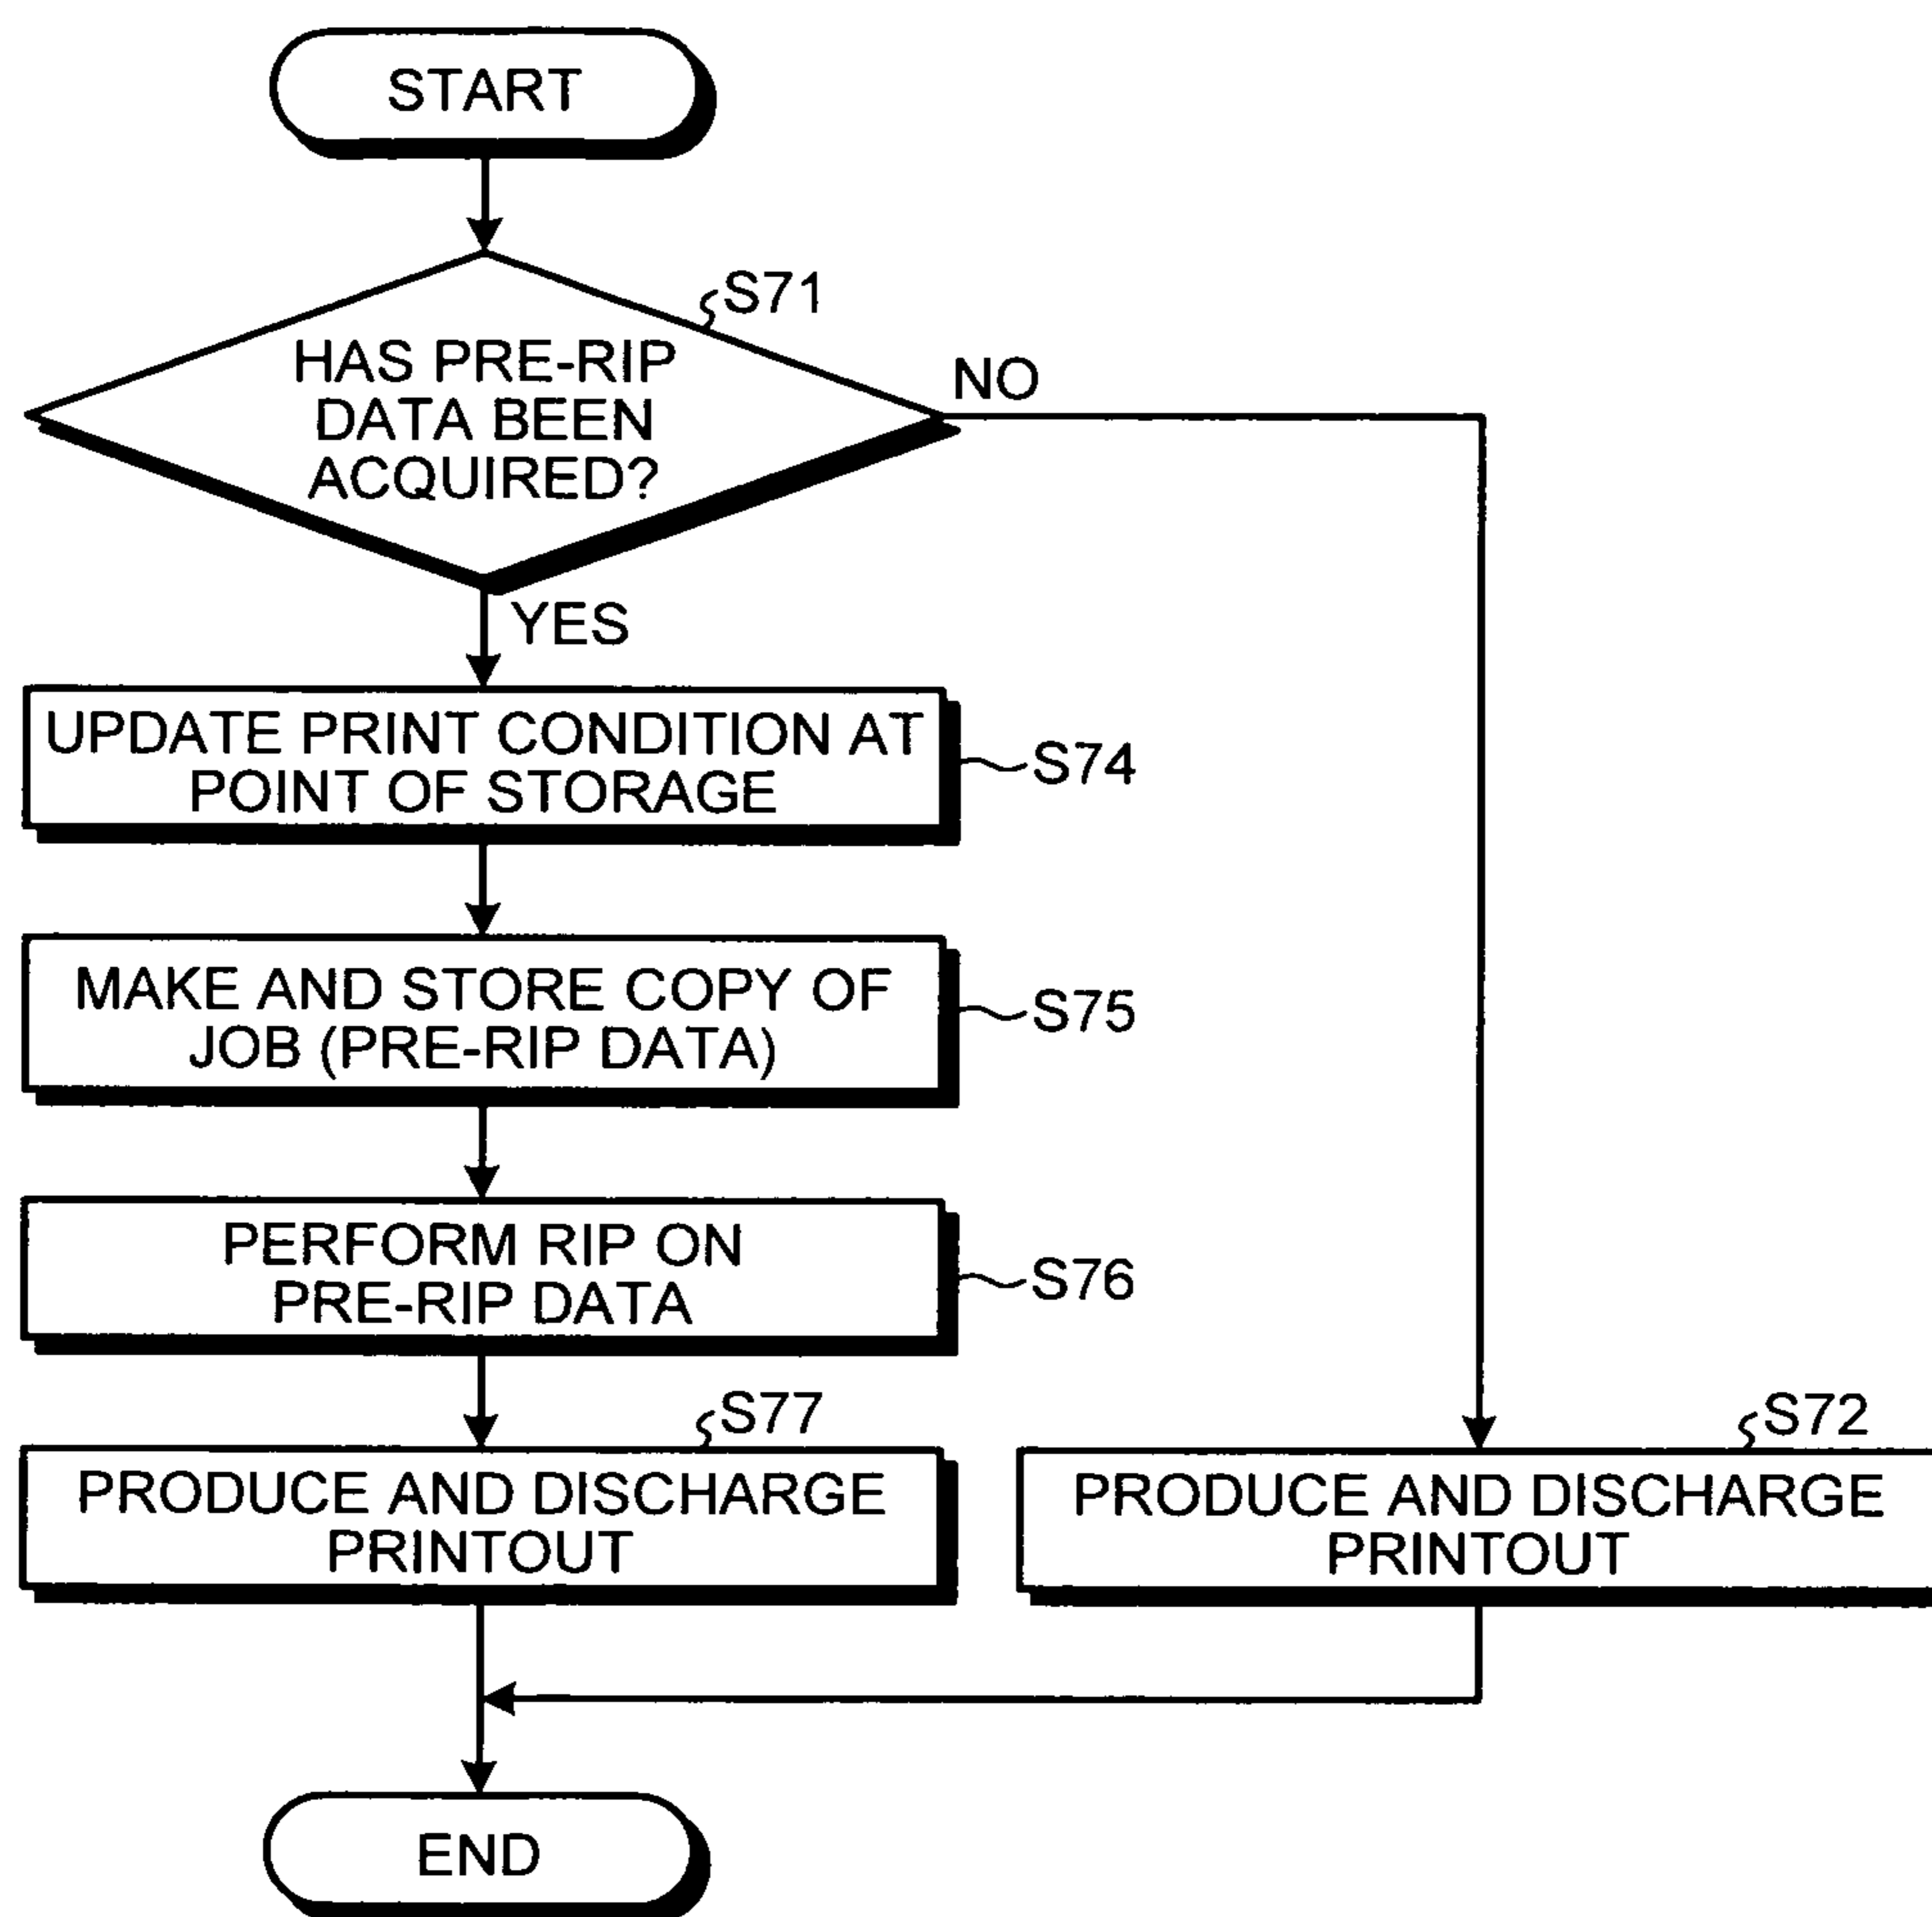 START
S71
HAS PRE-RIP
DATA BEEN
ACQUIRED?
NO
YES
UPDATE PRINT CONDITION AT
POINT OF STORAGE
S74
MAKE AND STORE COPY OF
JOB (PRE-RIP DATA)
S75
PERFORM RIP ON
PRE-RIP DATA
S76
S77
PRODUCE AND DISCHARGE
PRINTOUT
S72
PRODUCE AND DISCHARGE
PRINTOUT
END